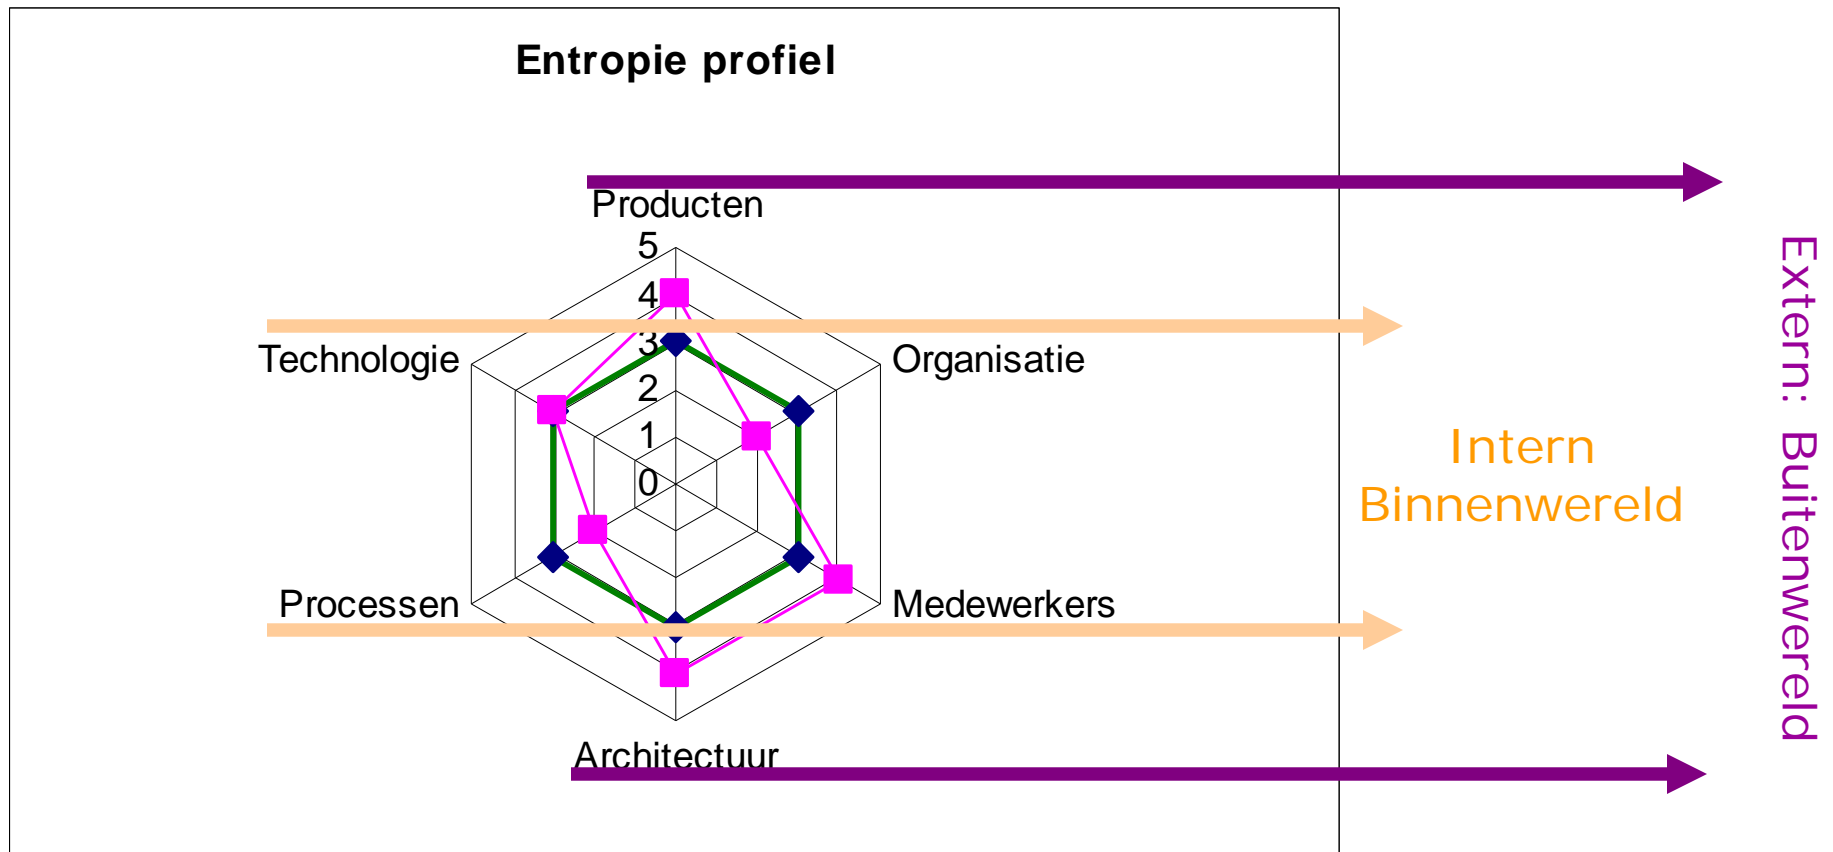 Entropie profiel
Producten
5
4
3
2
1
0
Technologie
Organisatie
Processen
Medewerkers
Architectuur
Intern
Binnenwereld
Extern: Buitenwereld